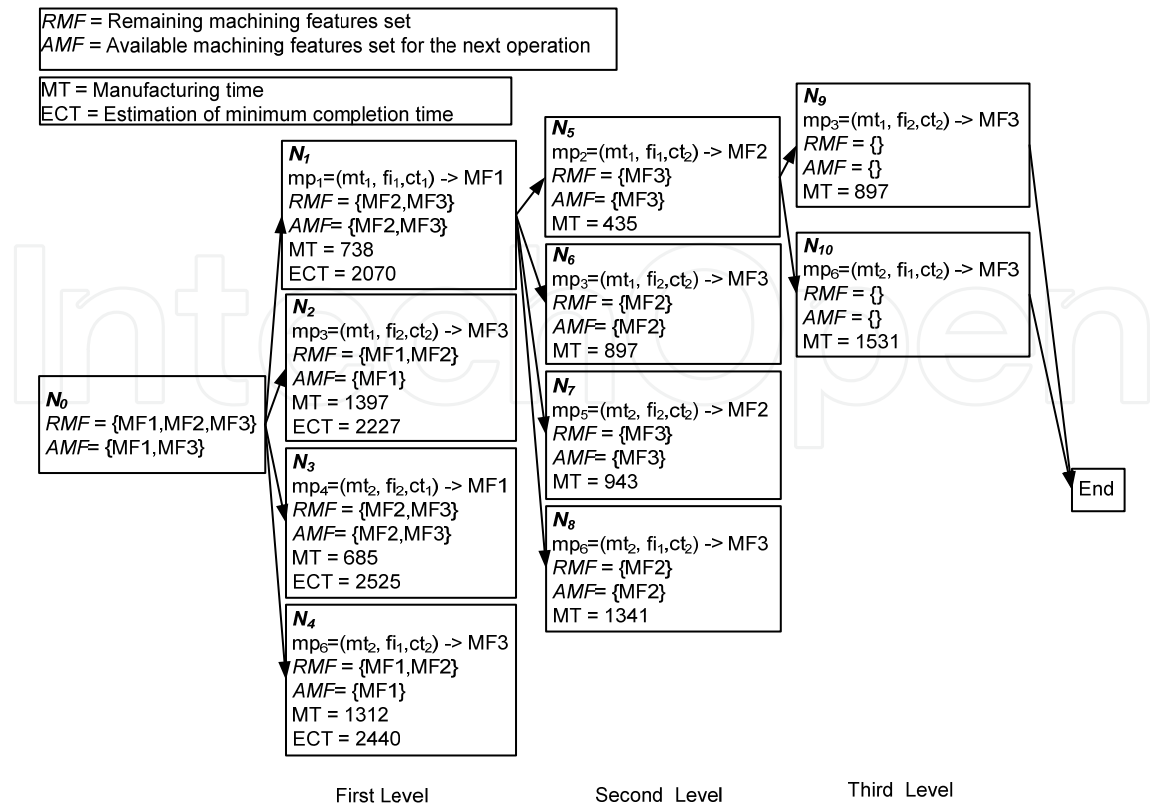 RMF = Remaining machining features set
AMF = Available machining features set for the next operation
MT = Manufacturing time
ECT = Estimation of minimum completion time
N0
RMF = {MF1,MF2,MF3}
AMF= {MF1,MF3}
N1
mp1=(mt1, fi1,ct1) -> MF1
RMF = {MF2,MF3}
AMF= {MF2,MF3}
MT = 738
ECT = 2070
N2
mp3=(mt1, fi2,ct2) -> MF3
RMF = {MF1,MF2}
AMF= {MF1}
MT = 1397
ECT = 2227
N3
mp4=(mt2, fi2,ct1) -> MF1
RMF = {MF2,MF3}
AMF= {MF2,MF3}
MT = 685
ECT = 2525
N4
mp6=(mt2, fi1,ct2) -> MF3
RMF = {MF1,MF2}
AMF= {MF1}
MT = 1312
ECT = 2440
N5
mp2=(mt1, fi1,ct2) -> MF2
RMF = {MF3}
AMF = {MF3}
MT = 435
N6
mp3=(mt1, fi2,ct2) -> MF3
RMF = {MF2}
AMF = {MF2}
MT = 897
N7
mp5=(mt2, fi2,ct2) -> MF2
RMF = {MF3}
AMF = {MF3}
MT = 943
N8
mp6=(mt2, fi1,ct2) -> MF3
RMF = {MF2}
AMF = {MF2}
MT = 1341
N9
mp3=(mt1, fi2,ct2) -> MF3
RMF = {}
AMF = {}
MT = 897
N10
mp6=(mt2, fi1,ct2) -> MF3
RMF = {}
AMF = {}
MT = 1531
End
First Level
Second Level
Third Level
IntechOpen